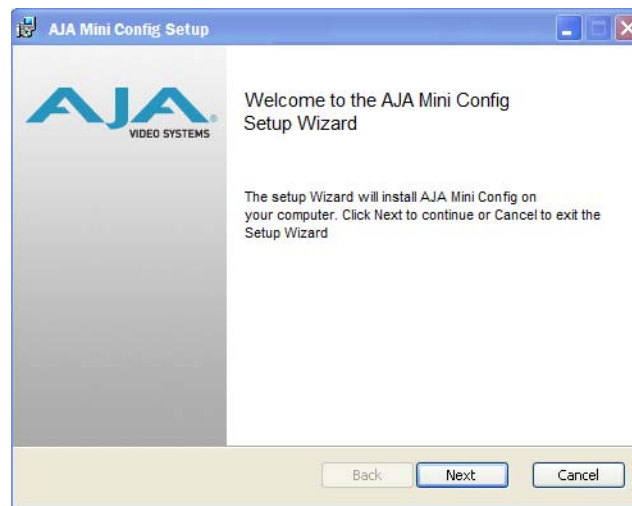 AJA Mini Config Setup
AJA
VIDEO SYSTEMS
Welcome to the AJA Mini Config
Setup Wizard
The setup Wizard will install AJA Mini Config on
your computer. Click Next to continue or Cancel to exit the
Setup Wizard
Back
Next
Cancel